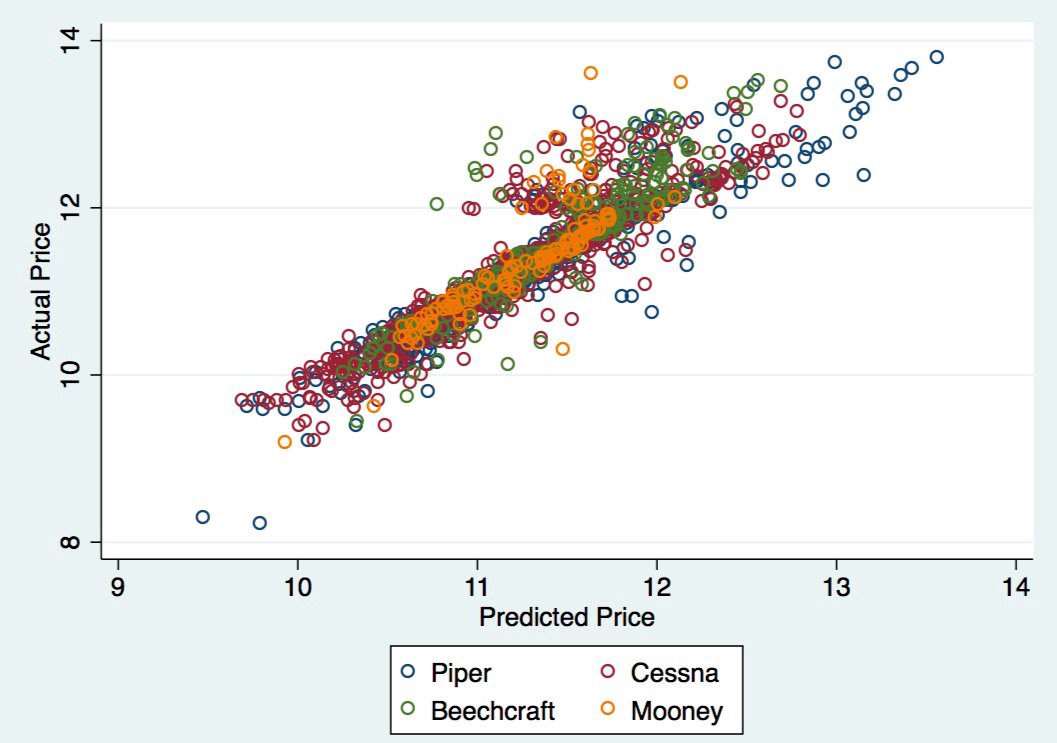 14
12
10
8
Actual Price
9 10 11 12 13 14
Predicted Price
Piper Cessna
Beechcraft Mooney